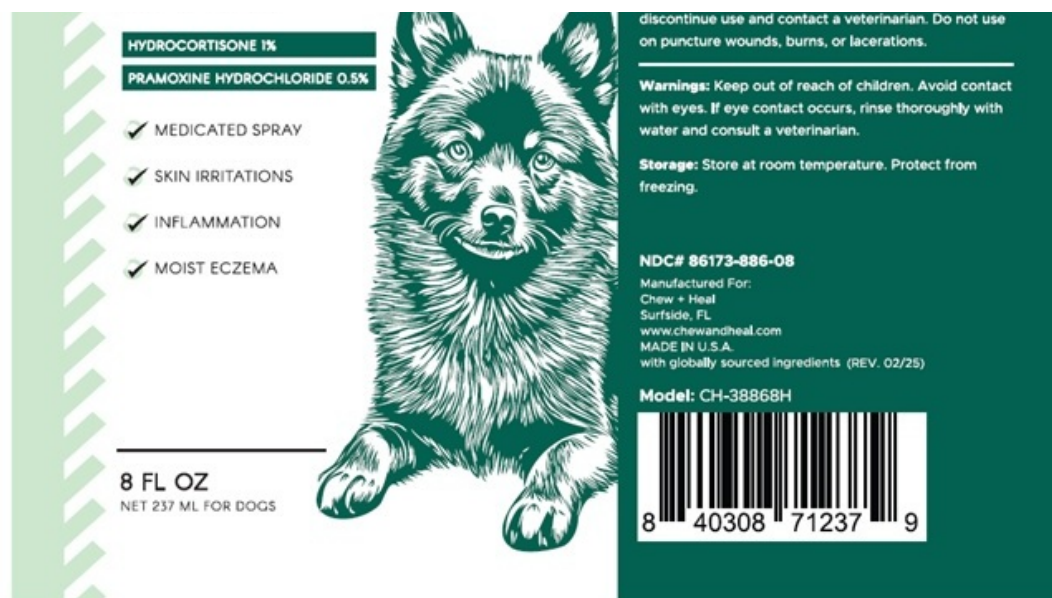 HYDROCORTISONE 1%
PRAMOXINE HYDROCHLORIDE 0.5%
MEDICATED SPRAY
SKIN IRRITATIONS
INFLAMMATION
MOIST ECZEMA
8 FL OZ
NET 237 ML FOR DOGS
discontinue use and contact a veterinarian. Do not use
on puncture wounds, burns, or lacerations.
Warnings: Keep out of reach of children. Avoid contact
with eyes. If eye contact occurs, rinse thoroughly with
water and consult a veterinarian.
Storage: Store at room temperature. Protect from
freezing.
NDC# 86173-886-08
Manufactured For:
Chew + Heal
Surfside, FL
www.chewandheal.com
MADE IN U.S.A.
with globally sourced ingredients (REV. 02/25)
Model: CH-38868H
8 40308 71237 9